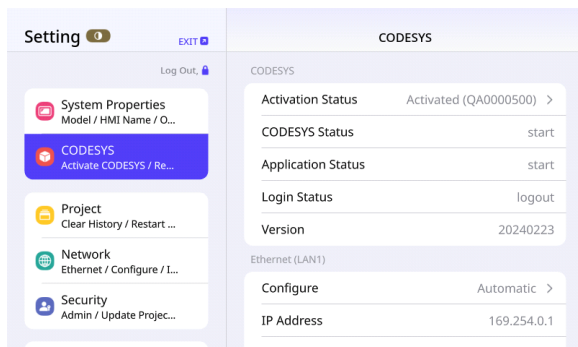 Setting
EXIT
Log Out,
System Properties
Model / HMI Name / O...
CODESYS
Activate CODESYS / Re...
Project
Clear History / Restart ...
Network
Ethernet / Configure / I...
Security
Admin / Update Projec...
CODESYS
CODESYS
Activation Status Activated (QA0000500) >
CODESYS Status start
Application Status start
Login Status logout
Version 20240223
Ethernet (LAN1)
Configure Automatic >
IP Address 169.254.0.1